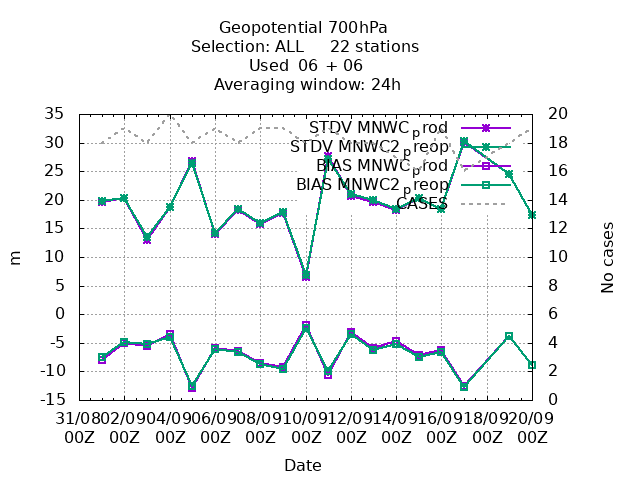 Geopotential 700hPa
Selection: ALL     22 stations
Used  06 + 06
Averaging window: 24h
35 30 25 20 15 10 5 0 -5 -10 -15
m
STDV MNWC_prod
STDV MNWC2_preop
BIAS MNWC_prod
BIAS MNWC2_preop
CASES
20 18 16 14 12 10 8 6 4 2 0
No cases
31/08 02/09 04/09 06/09 08/09 10/09 12/09 14/09 16/09 18/09 20/09
00Z 00Z 00Z 00Z 00Z 00Z 00Z 00Z 00Z 00Z 00Z
Date